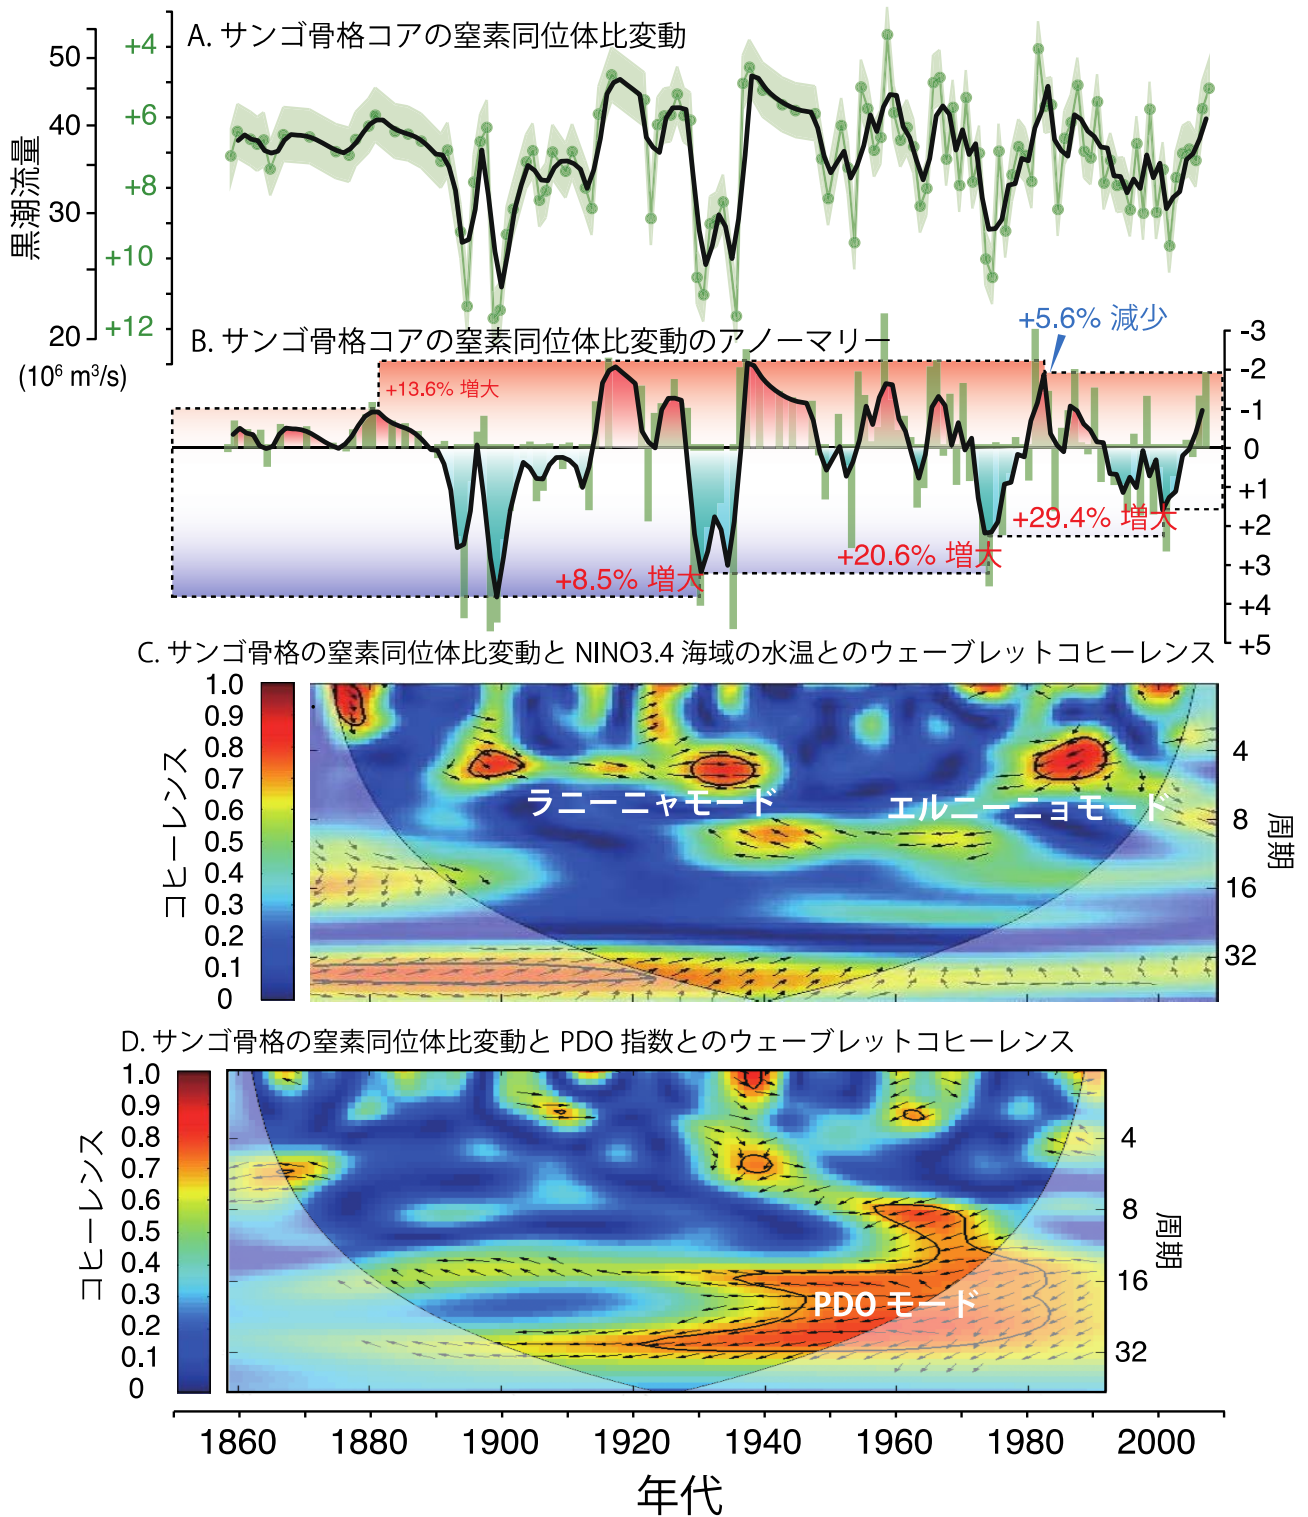 A. サンゴ骨格コアの窒素同位体比変動
黒潮流量
50
40
30
20
(10⁶ m³/s)
+4
+6
+8
+10
+12
B. サンゴ骨格コアの窒素同位体比変動のアノーマリー
+5.6% 減少
+13.6% 増大
+8.5% 増大
+20.6% 増大
+29.4% 増大
-3
-2
-1
0
+1
+2
+3
+4
+5
C. サンゴ骨格の窒素同位体比変動と NINO3.4 海域の水温とのウェーブレットコヒーレンス
コヒーレンス
1.0
0.9
0.8
0.7
0.6
0.5
0.4
0.3
0.2
0.1
0
ラニーニャモード
エルニーニョモード
4
8
16
32
周期
D. サンゴ骨格の窒素同位体比変動と PDO 指数とのウェーブレットコヒーレンス
コヒーレンス
1.0
0.9
0.8
0.7
0.6
0.5
0.4
0.3
0.2
0.1
0
PDO モード
4
8
16
32
周期
1860 1880 1900 1920 1940 1960 1980 2000
年代